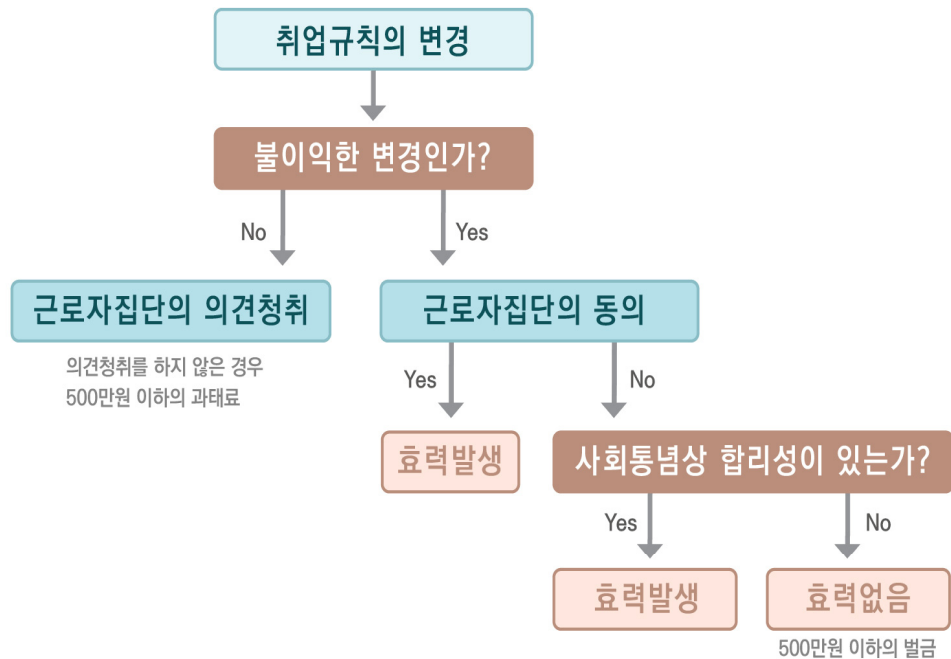 취업규칙의 변경
불이익한 변경인가?
No
Yes
근로자집단의 의견청취
근로자집단의 동의
의견청취를 하지 않은 경우
500만원 이하의 과태료
Yes
No
효력발생
사회통념상 합리성이 있는가?
Yes
No
효력발생
효력없음
500만원 이하의 벌금